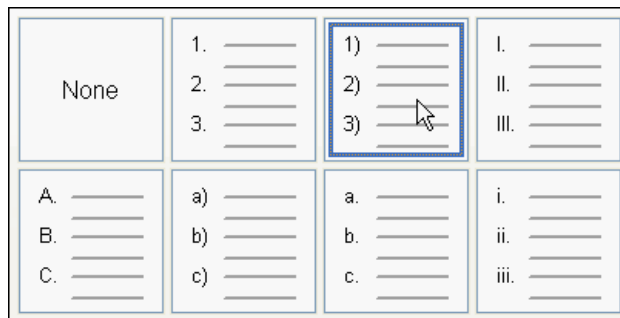 None
1.
2.
3.
1)
2)
3)
I.
II.
III.
A.
B.
C.
a)
b)
c)
a.
b.
c.
i.
ii.
iii.